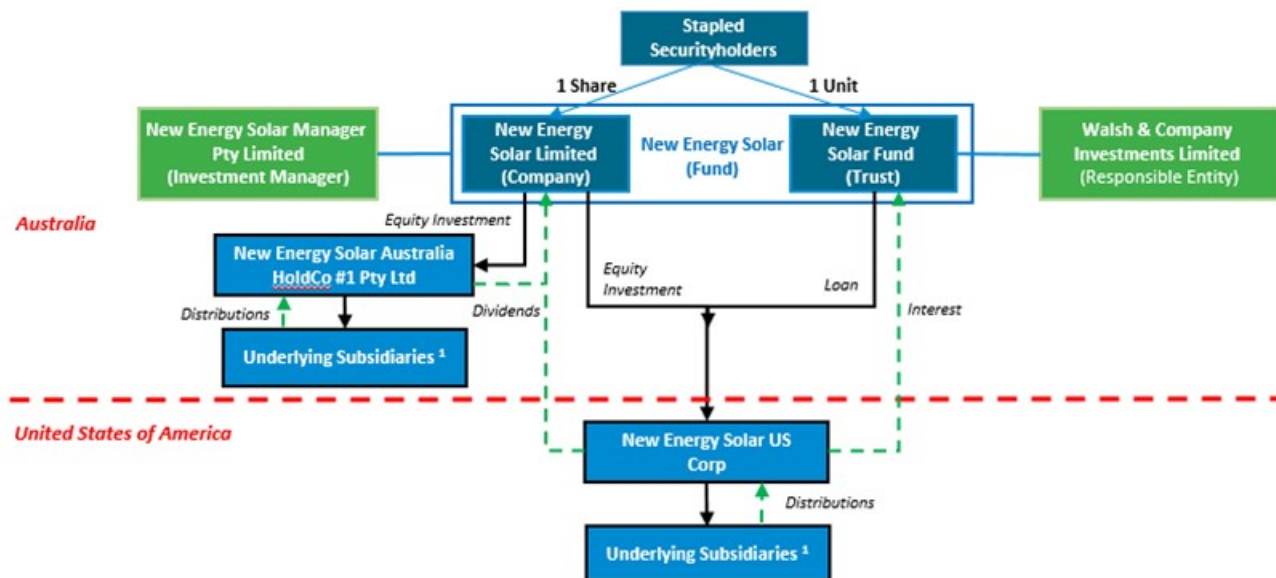 Stapled
Securityholders
1 Share
1 Unit
New Energy Solar Manager
Pty Limited
(Investment Manager)
New Energy
Solar Limited
(Company)
New Energy Solar
(Fund)
New Energy
Solar Fund
(Trust)
Walsh & Company
Investments Limited
(Responsible Entity)
Australia
Equity Investment
New Energy Solar Australia
HoldCo #1 Pty Ltd
Equity
Investment
Loan
Distributions
Dividends
Interest
Underlying Subsidiaries ¹
United States of America
New Energy Solar US
Corp
Distributions
Underlying Subsidiaries ¹